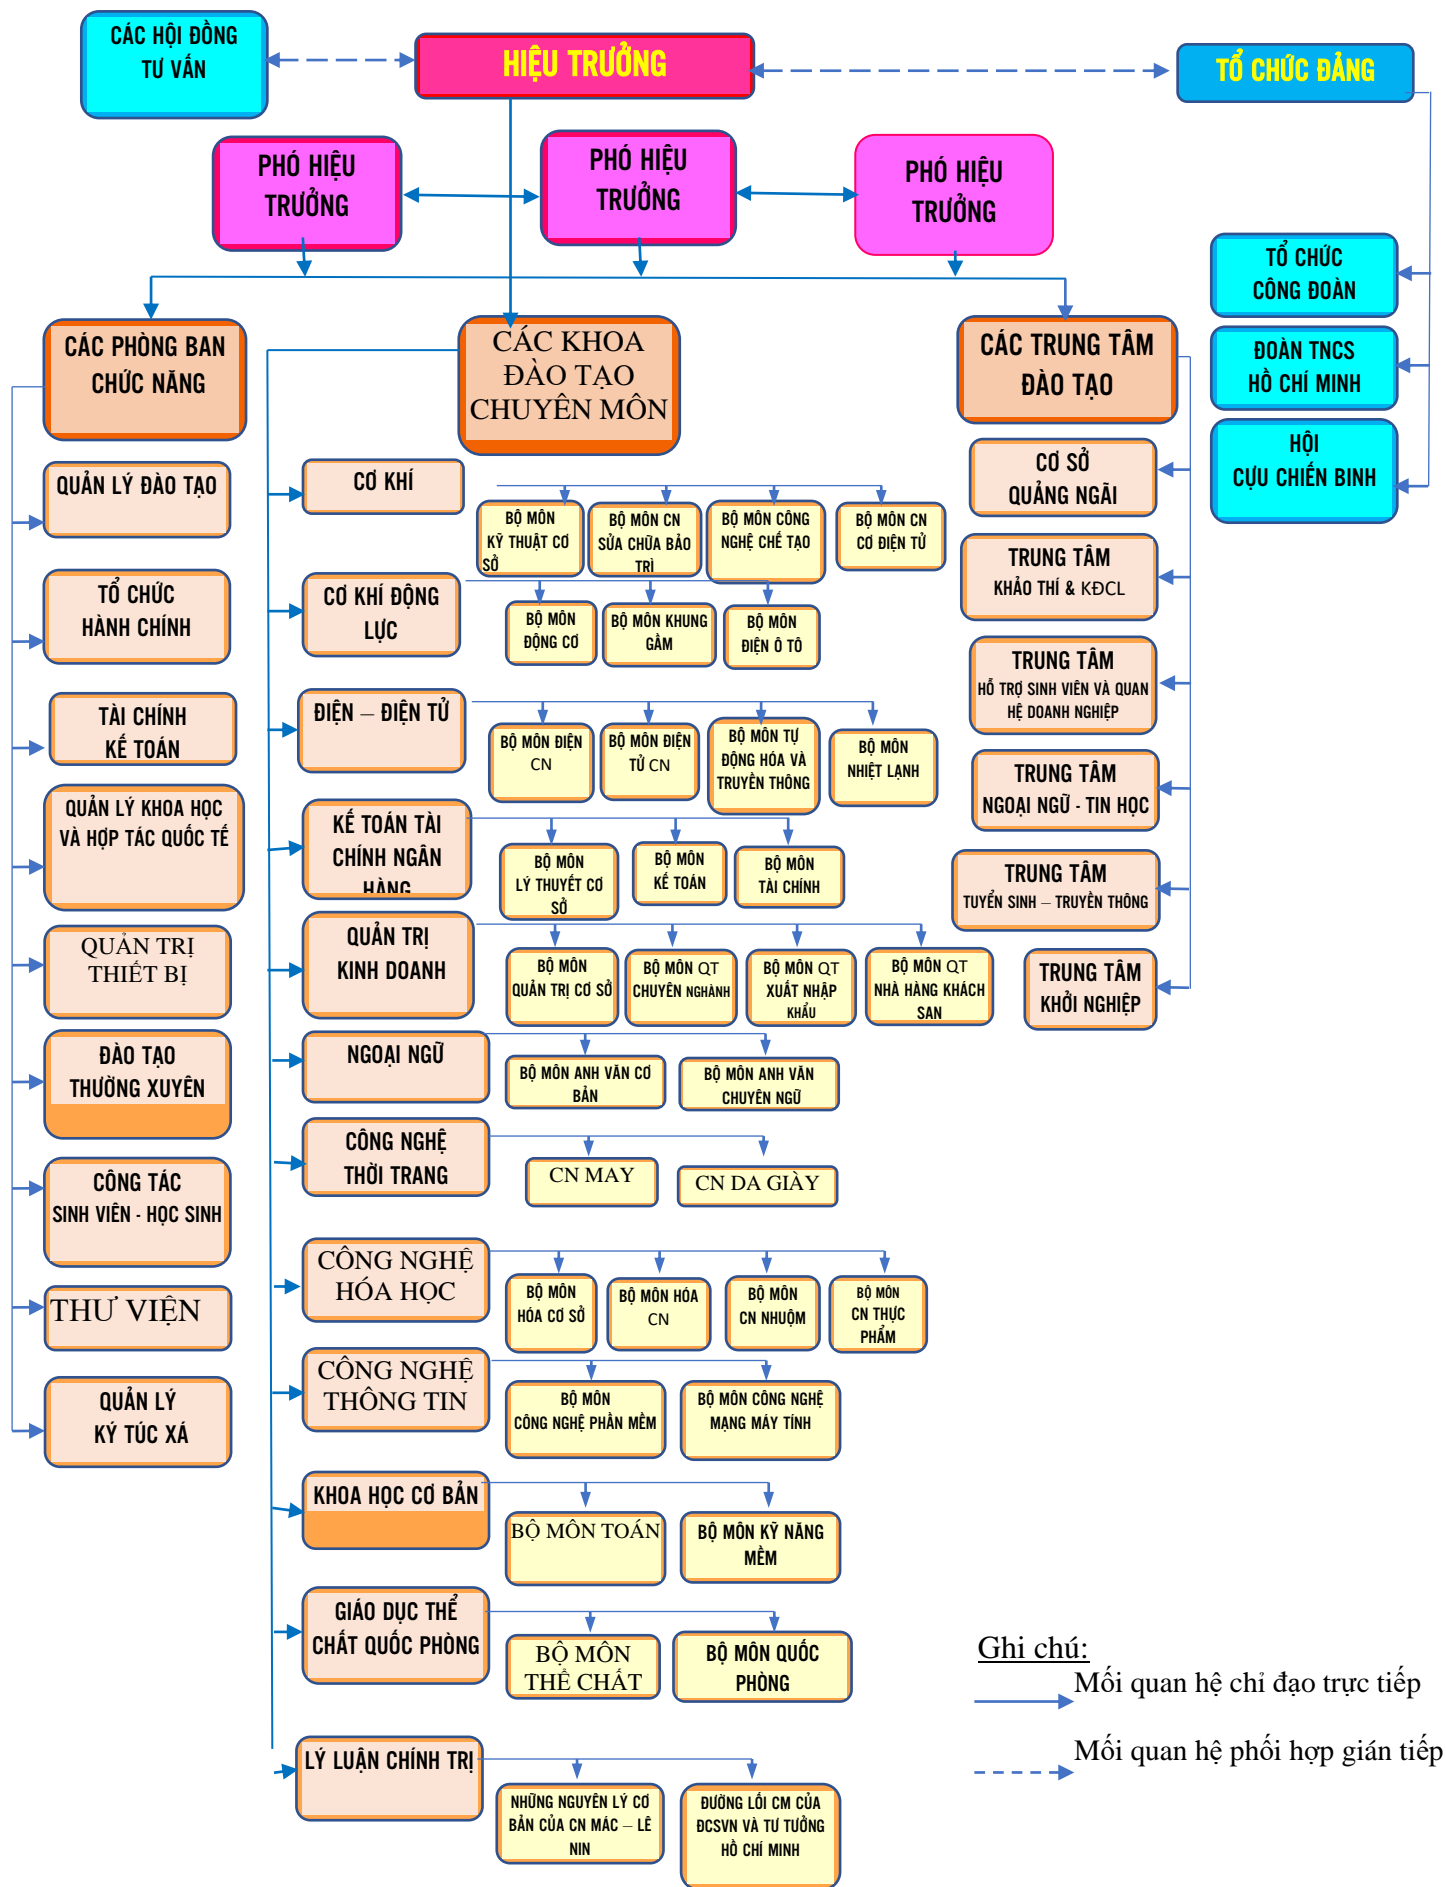 CÁC HỘI ĐỒNG
TƯ VẤN
HIỆU TRƯỞNG
TỔ CHỨC ĐẢNG
PHÓ HIỆU
TRƯỞNG
PHÓ HIỆU
TRƯỞNG
PHÓ HIỆU
TRƯỞNG
TỔ CHỨC
CÔNG ĐOÀN
ĐOÀN TNCS
HỒ CHÍ MINH
HỘI
CỰU CHIẾN BINH
CÁC PHÒNG BAN
CHỨC NĂNG
QUẢN LÝ ĐÀO TẠO
TỔ CHỨC
HÀNH CHÍNH
TÀI CHÍNH
KẾ TOÁN
QUẢN LÝ KHOA HỌC
VÀ HỢP TÁC QUỐC TẾ
QUẢN TRỊ
THIẾT BỊ
ĐÀO TẠO
THƯỜNG XUYÊN
CÔNG TÁC
SINH VIÊN - HỌC SINH
THƯ VIỆN
QUẢN LÝ
KÝ TÚC XÁ
CÁC KHOA
ĐÀO TẠO
CHUYÊN MÔN
CƠ KHÍ
BỘ MÔN
KỸ THUẬT CƠ
SỞ
BỘ MÔN CN
SỬA CHỮA BẢO
TRÌ
BỘ MÔN CÔNG
NGHỆ CHẾ TẠO
BỘ MÔN CN
CƠ ĐIỆN TỬ
CƠ KHÍ ĐỘNG
LỰC
BỘ MÔN
ĐỘNG CƠ
BỘ MÔN KHUNG
GẦM
BỘ MÔN
ĐIỆN Ô TÔ
ĐIỆN – ĐIỆN TỬ
BỘ MÔN ĐIỆN
CN
BỘ MÔN ĐIỆN
TỬ CN
BỘ MÔN TỰ
ĐỘNG HÓA VÀ
TRUYỀN THÔNG
BỘ MÔN
NHIỆT LẠNH
KẾ TOÁN TÀI
CHÍNH NGÂN
HÀNG
BỘ MÔN
LÝ THUYẾT CƠ
SỞ
BỘ MÔN
KẾ TOÁN
BỘ MÔN
TÀI CHÍNH
QUẢN TRỊ
KINH DOANH
BỘ MÔN
QUẢN TRỊ CƠ SỞ
BỘ MÔN QT
CHUYÊN NGHÀNH
BỘ MÔN QT
XUẤT NHẬP
KHẨU
BỘ MÔN QT
NHÀ HÀNG KHÁCH
SẠN
NGOẠI NGỮ
BỘ MÔN ANH VĂN CƠ
BẢN
BỘ MÔN ANH VĂN
CHUYÊN NGỮ
CÔNG NGHỆ
THỜI TRANG
CN MAY
CN DA GIÀY
CÔNG NGHỆ
HÓA HỌC
BỘ MÔN
HÓA CƠ SỞ
BỘ MÔN HÓA
CN
BỘ MÔN
CN NHUỘM
BỘ MÔN
CN THỰC
PHẨM
CÔNG NGHỆ
THÔNG TIN
BỘ MÔN
CÔNG NGHỆ PHẦN MỀM
BỘ MÔN CÔNG NGHỆ
MẠNG MÁY TÍNH
KHOA HỌC CƠ BẢN
BỘ MÔN TOÁN
BỘ MÔN KỸ NĂNG
MỀM
GIÁO DỤC THỂ
CHẤT QUỐC PHÒNG
BỘ MÔN
THỂ CHẤT
BỘ MÔN QUỐC
PHÒNG
LÝ LUẬN CHÍNH TRỊ
NHỮNG NGUYÊN LÝ CƠ
BẢN CỦA CN MÁC – LÊ
NIN
ĐƯỜNG LỐI CM CỦA
ĐCSVN VÀ TƯ TƯỞNG
HỒ CHÍ MINH
CÁC TRUNG TÂM
ĐÀO TẠO
CƠ SỞ
QUẢNG NGÃI
TRUNG TÂM
KHẢO THÍ & KĐCL
TRUNG TÂM
HỖ TRỢ SINH VIÊN VÀ QUAN
HỆ DOANH NGHIỆP
TRUNG TÂM
NGOẠI NGỮ - TIN HỌC
TRUNG TÂM
TUYỂN SINH – TRUYỀN THÔNG
TRUNG TÂM
KHỞI NGHIỆP
Ghi chú:
Mối quan hệ chỉ đạo trực tiếp
Mối quan hệ phối hợp gián tiếp